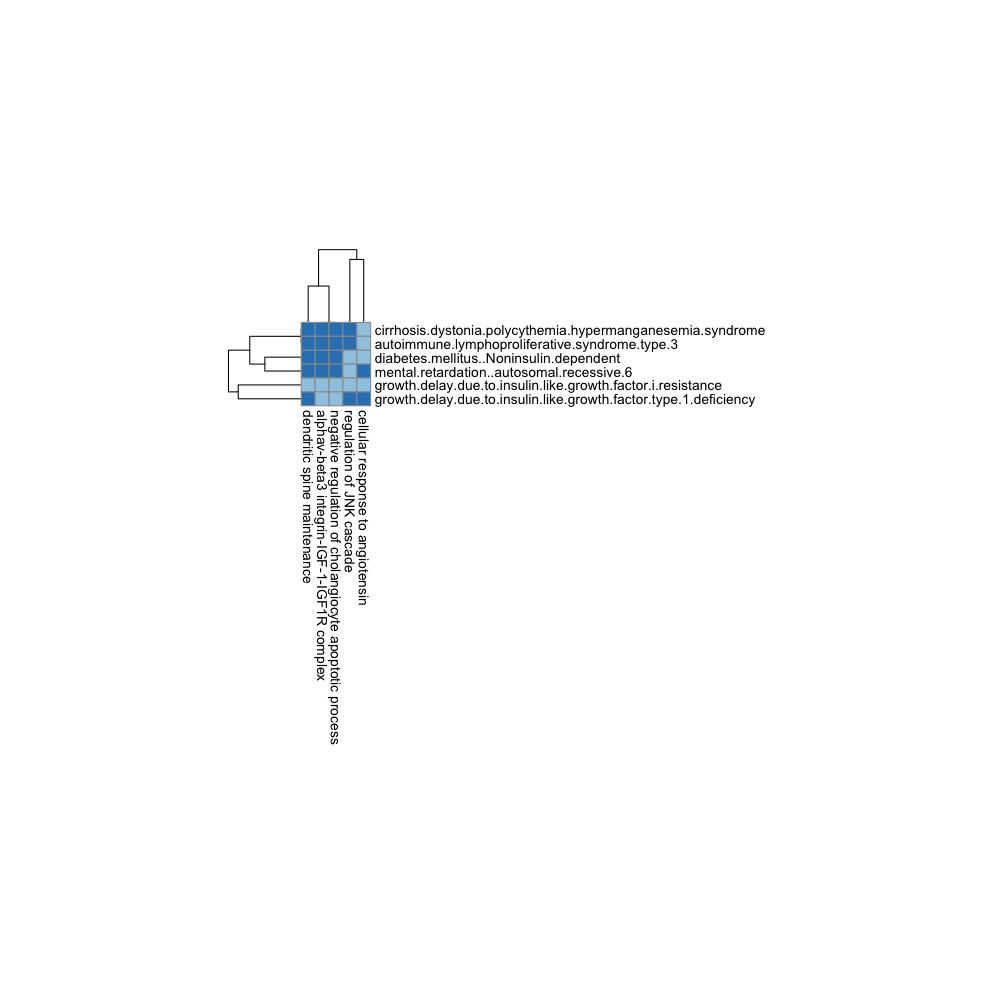 cirrhosis.dystonia.polycythemia.hypermanganesemia.syndrome
autoimmune.lymphoproliferative.syndrome.type.3
diabetes.mellitus..Noninsulin.dependent
mental.retardation..autosomal.recessive.6
growth.delay.due.to.insulin.like.growth.factor.i.resistance
growth.delay.due.to.insulin.like.growth.factor.type.1.deficiency
dendritic spine maintenance
alphav-beta3 integrin-IGF-1-IGF1R complex
negative regulation of cholangiocyte apoptotic process
regulation of JNK cascade
cellular response to angiotensin